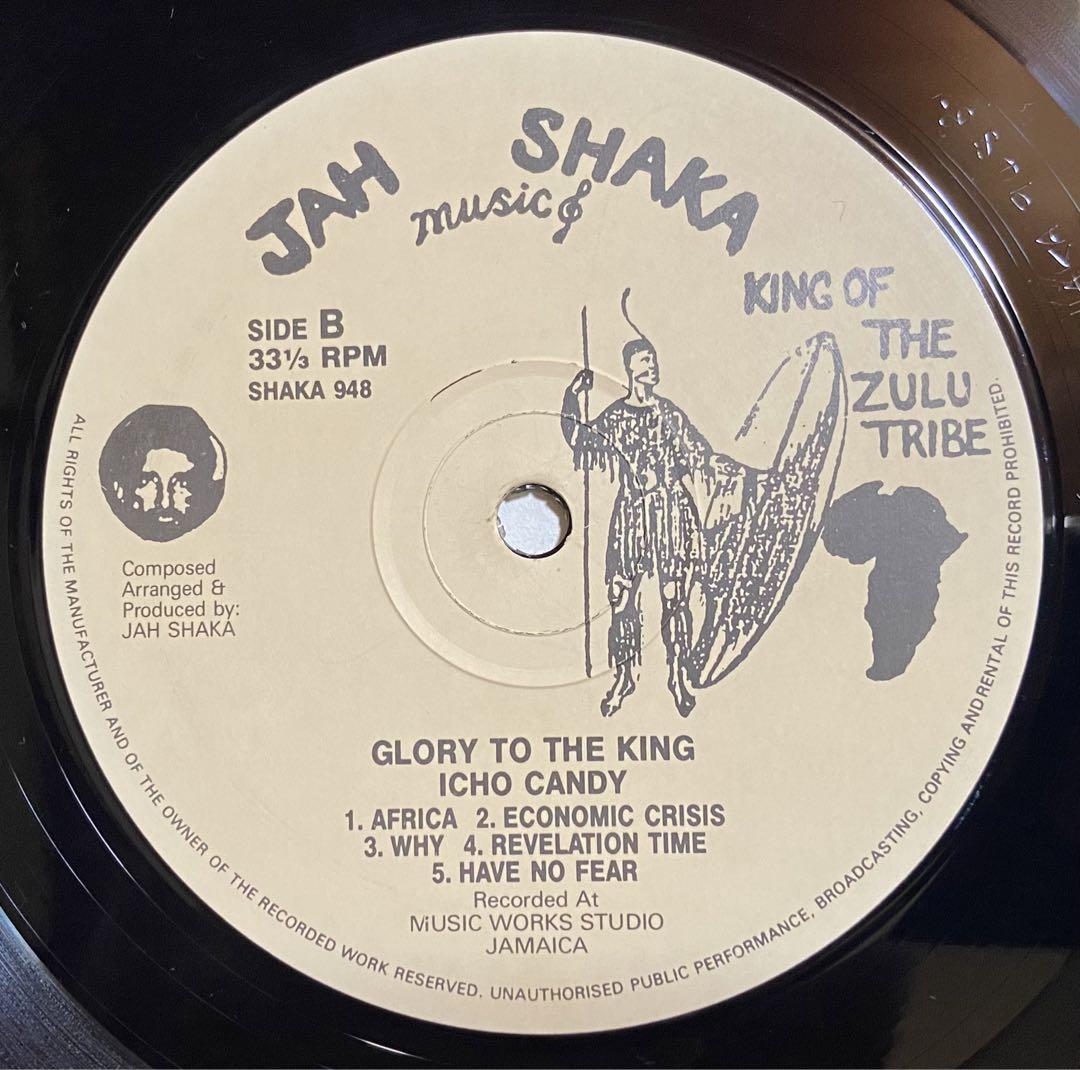 JAH SHAKA
music
KING OF
THE
ZULU
TRIBE
SIDE B
33⅓ RPM
SHAKA 948
Composed
Arranged &
Produced by:
JAH SHAKA
GLORY TO THE KING
ICHO CANDY
1. AFRICA 2. ECONOMIC CRISIS
3. WHY 4. REVELATION TIME
5. HAVE NO FEAR
Recorded At
MUSIC WORKS STUDIO
JAMAICA
ALL RIGHTS OF THE MANUFACTURER AND OF THE OWNER OF THE RECORDED WORK RESERVED. UNAUTHORISED PUBLIC PERFORMANCE, BROADCASTING, COPYING ANDRENTAL OF THIS RECORD PROHIBITED.